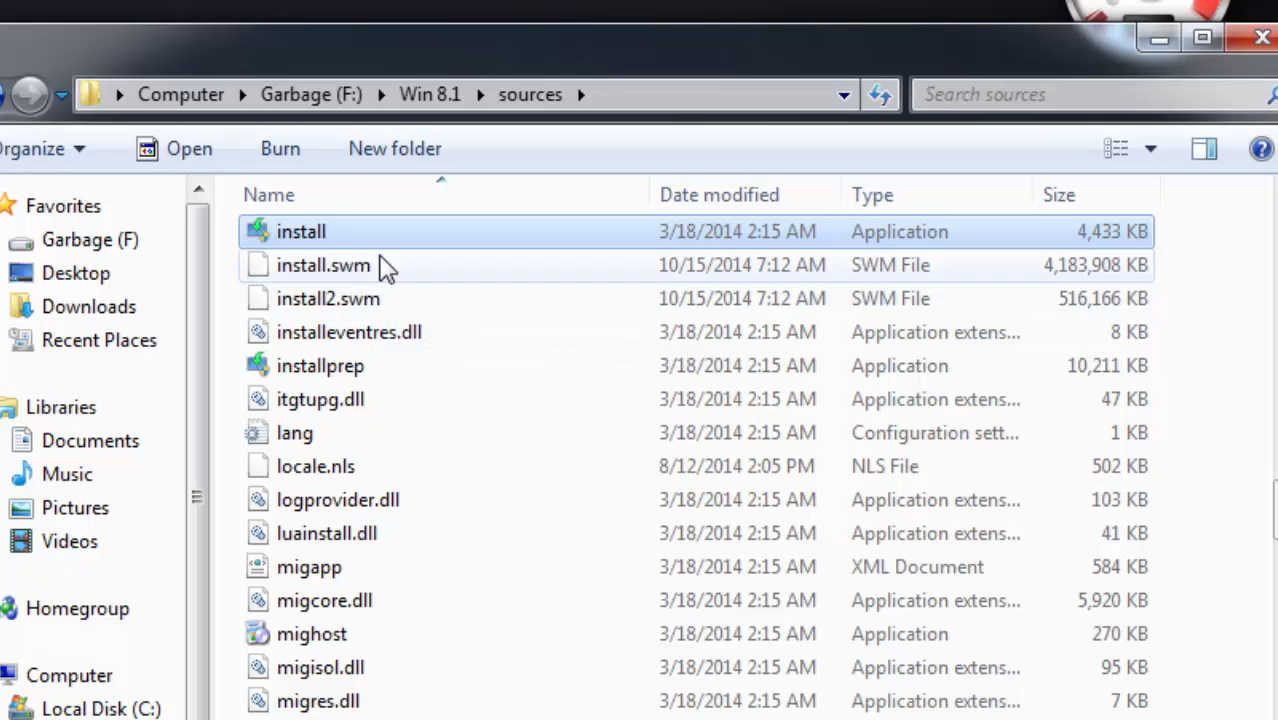 Computer Garbage (F:) Win 8.1 sources Search sources
Organize Open Burn New folder
Favorites
Garbage (F)
Desktop
Downloads
Recent Places
Libraries
Documents
Music
Pictures
Videos
Homegroup
Computer
Local Disk (C:)
Name Date modified Type Size
install 3/18/2014 2:15 AM Application 4,433 KB
install.swm 10/15/2014 7:12 AM SWM File 4,183,908 KB
install2.swm 10/15/2014 7:12 AM SWM File 516,166 KB
installeventres.dll 3/18/2014 2:15 AM Application extens... 8 KB
installprep 3/18/2014 2:15 AM Application 10,211 KB
itgtupg.dll 3/18/2014 2:15 AM Application extens... 47 KB
lang 3/18/2014 2:15 AM Configuration sett... 1 KB
locale.nls 8/12/2014 2:05 PM NLS File 502 KB
logprovider.dll 3/18/2014 2:15 AM Application extens... 103 KB
luainstall.dll 3/18/2014 2:15 AM Application extens... 41 KB
migapp 3/18/2014 2:15 AM XML Document 584 KB
migcore.dll 3/18/2014 2:15 AM Application extens... 5,920 KB
mighost 3/18/2014 2:15 AM Application 270 KB
migisol.dll 3/18/2014 2:15 AM Application extens... 95 KB
migres.dll 3/18/2014 2:15 AM Application extens... 7 KB